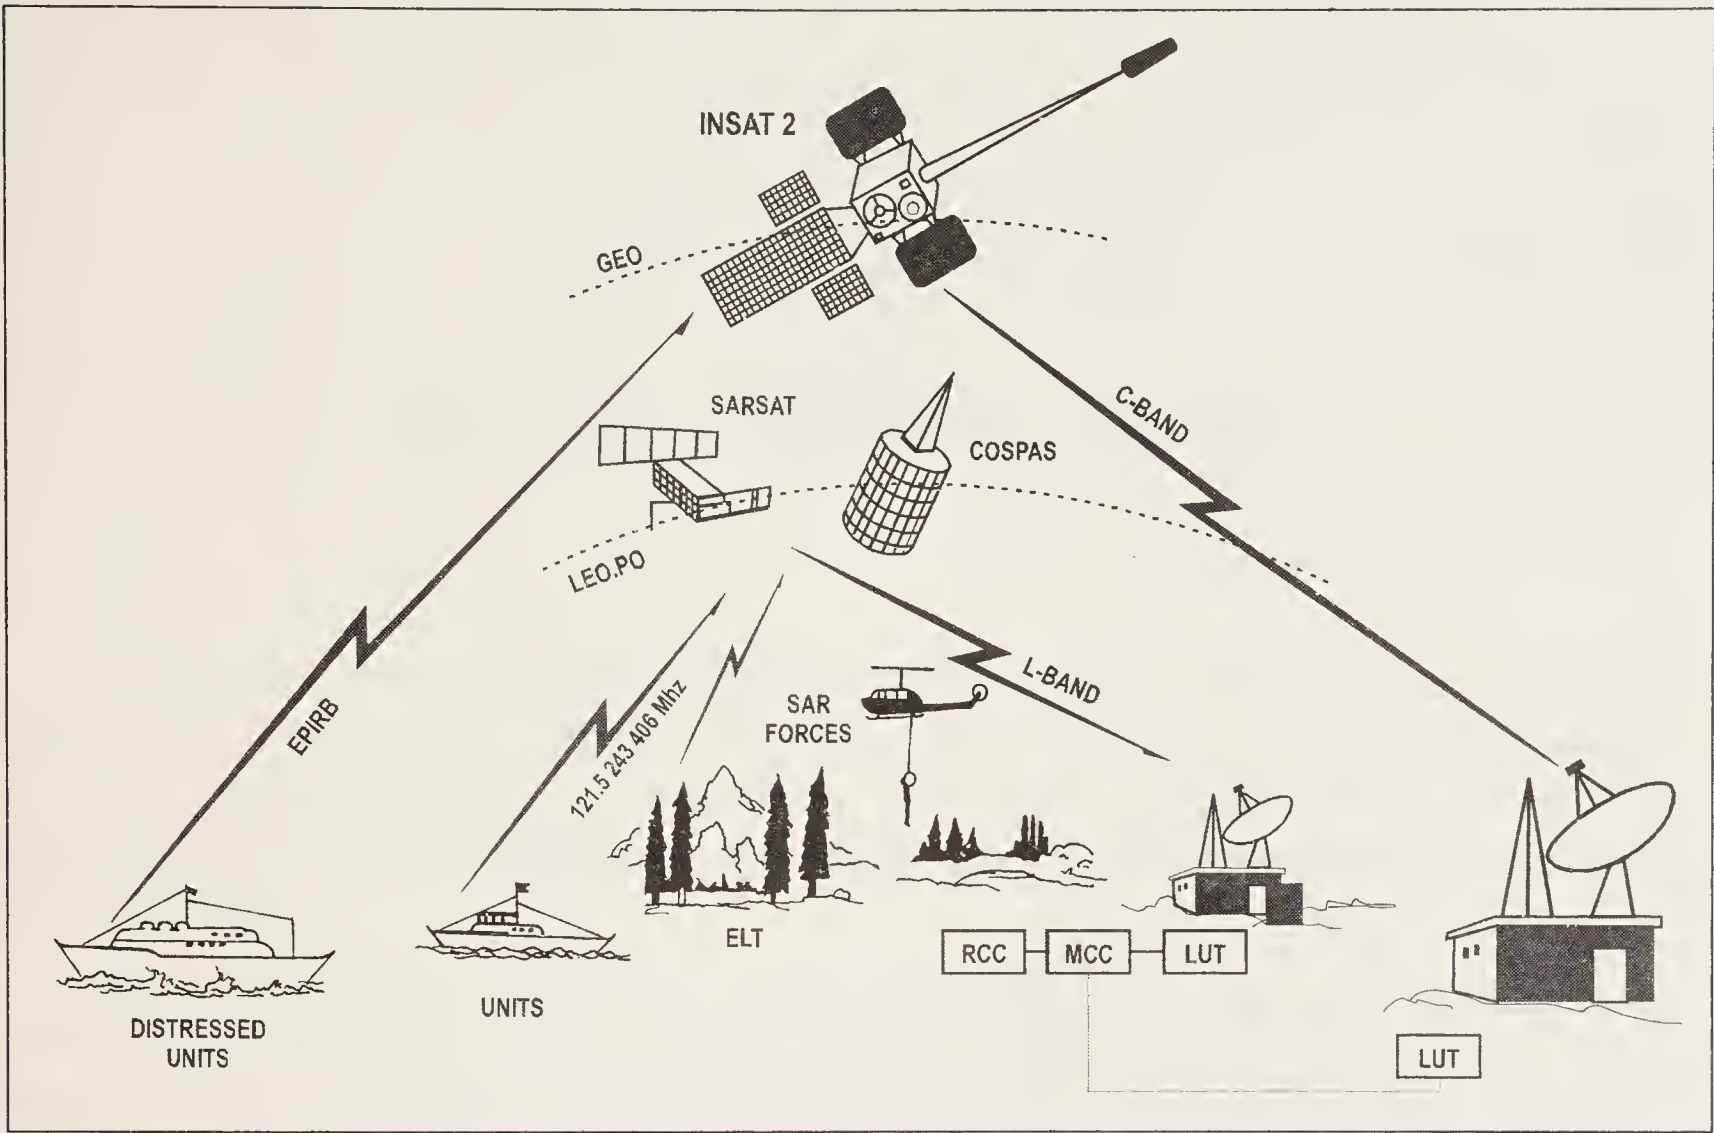 INSAT 2
GEO
SARSAT
COSPAS
C-BAND
LEO.PO
EPIRB
121.5 243 406 Mhz
L-BAND
SAR
FORCES
ELT
RCC
MCC
LUT
UNITS
DISTRESSED
UNITS
LUT